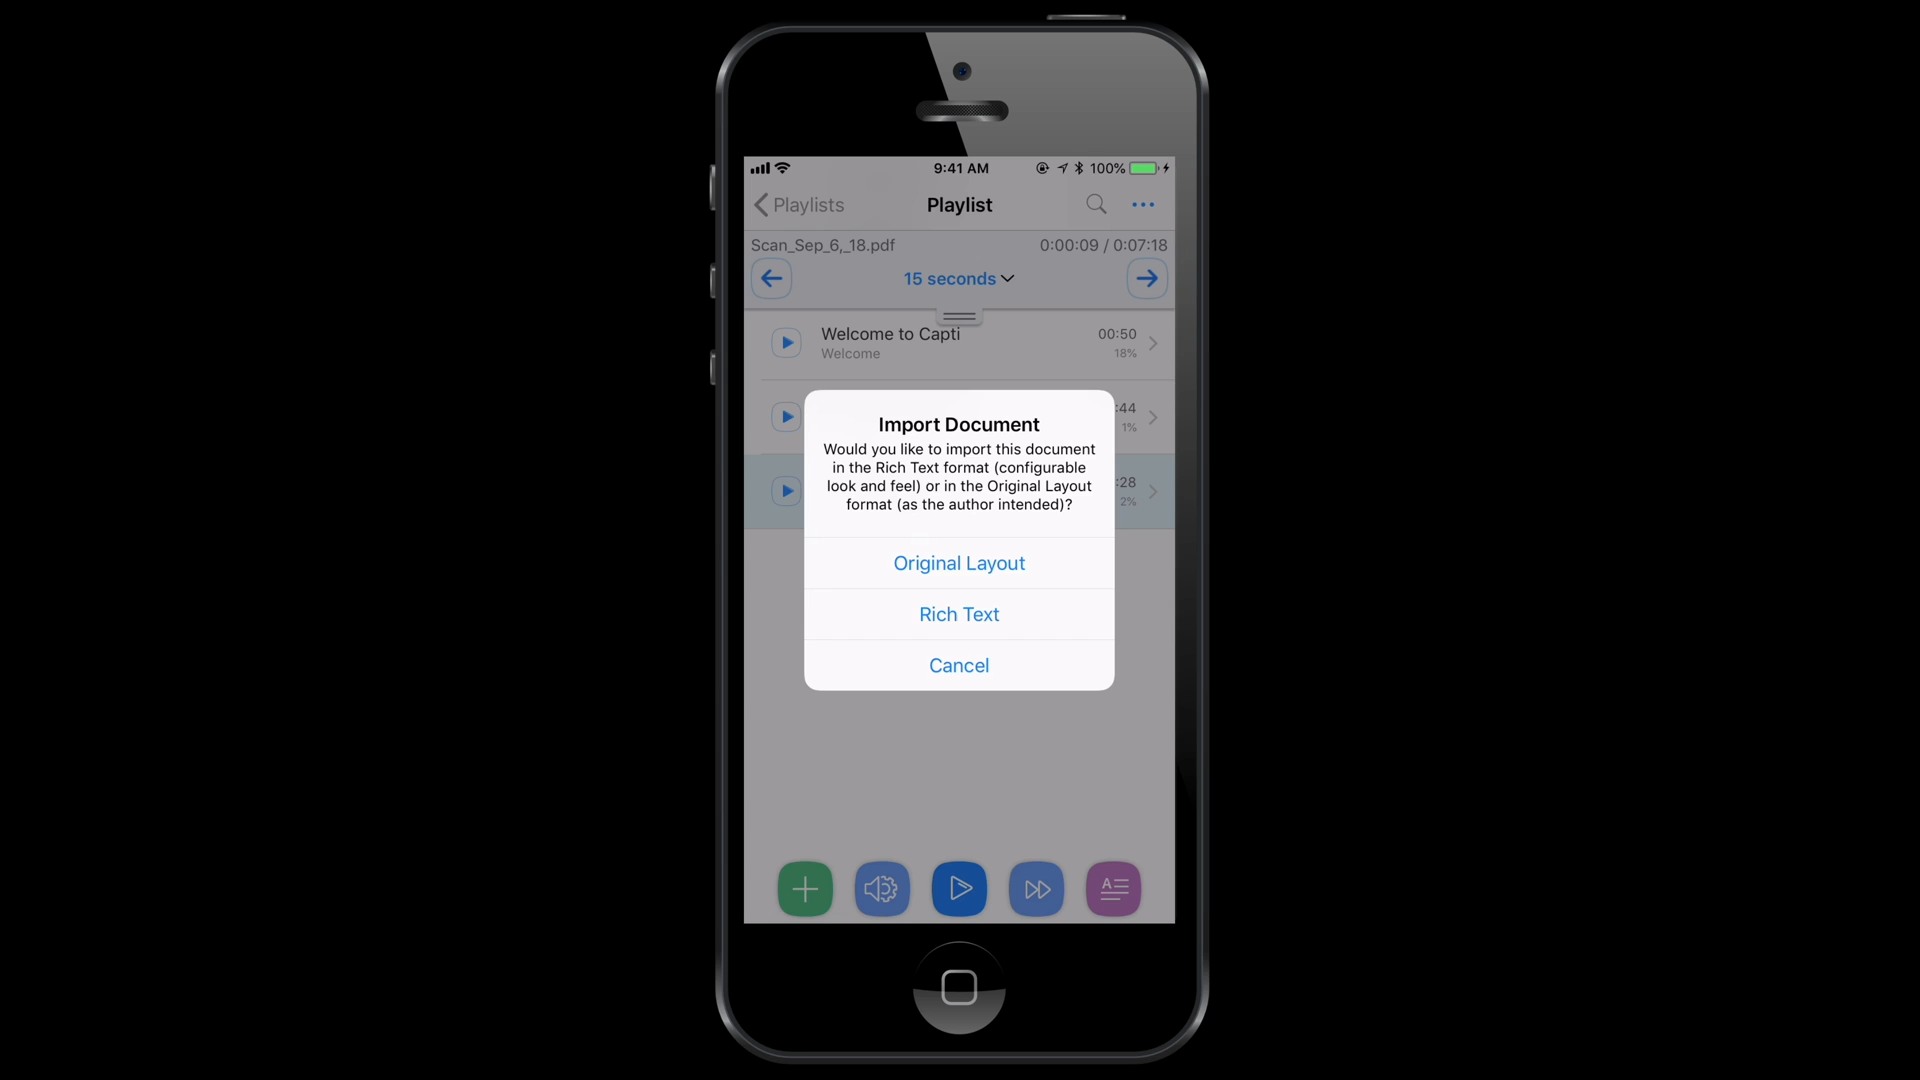 9:41 AM
100%
Playlists
Playlist
Scan_Sep_6,_18.pdf
0:00:09 / 0:07:18
15 seconds
Welcome to Capti
00:50
Welcome
18%
:44
1%
:28
2%
Import Document
Would you like to import this document
in the Rich Text format (configurable
look and feel) or in the Original Layout
format (as the author intended)?
Original Layout
Rich Text
Cancel
A